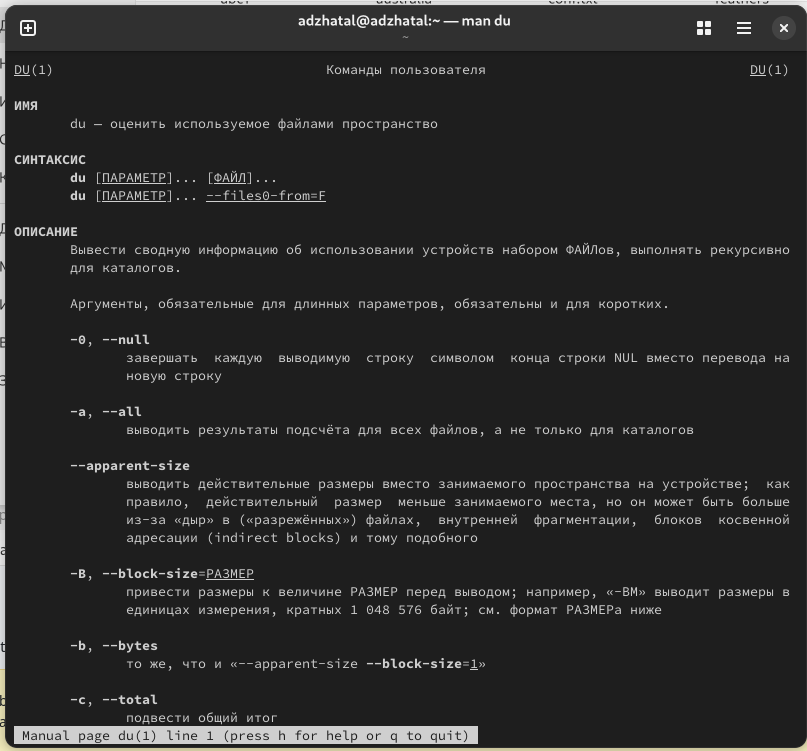 adzhatal@adzhatal:~ — man du
~
DU(1) Команды пользователя DU(1)
ИМЯ
du – оценить используемое файлами пространство
СИНТАКСИС
du [ПАРАМЕТР]... [ФАЙЛ]...
du [ПАРАМЕТР]... --files0-from=F
ОПИСАНИЕ
Вывести сводную информацию об использовании устройств набором ФАЙЛов, выполнять рекурсивно
для каталогов.
Аргументы, обязательные для длинных параметров, обязательны и для коротких.
-0, --null
завершать каждую выводимую строку символом конца строки NUL вместо перевода на
новую строку
-a, --all
выводить результаты подсчёта для всех файлов, а не только для каталогов
--apparent-size
выводить действительные размеры вместо занимаемого пространства на устройстве; как
правило, действительный размер меньше занимаемого места, но он может быть больше
из-за «дыр» в («разрежённых») файлах, внутренней фрагментации, блоков косвенной
адресации (indirect blocks) и тому подобного
-B, --block-size=РАЗМЕР
привести размеры к величине РАЗМЕР перед выводом; например, «-BM» выводит размеры в
единицах измерения, кратных 1 048 576 байт; см. формат РАЗМЕРа ниже
-b, --bytes
то же, что и «--apparent-size --block-size=1»
-c, --total
подвести общий итог
Manual page du(1) line 1 (press h for help or q to quit)